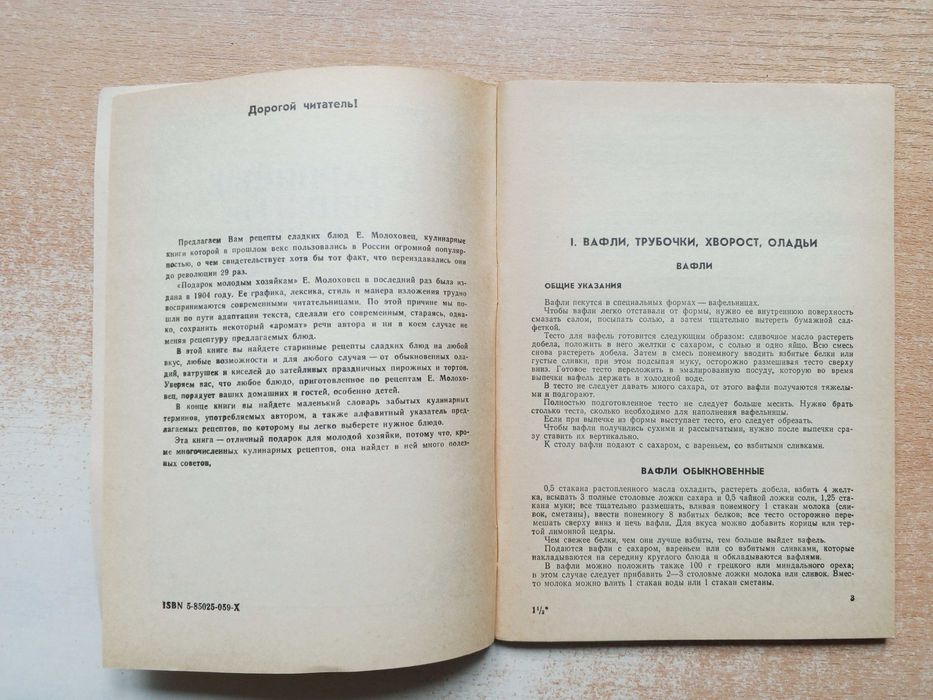 Дорогой читатель!
Предлагаем Вам рецепты сладких блюд Е. Молоховец, кулинарные
книги которой в прошлом веке пользовались в России огромной популяр-
ностью, о чем свидетельствует хотя бы тот факт, что переиздавались они
до революции 29 раз.
«Подарок молодым хозяйкам» Е. Молоховец в последний раз была из-
дана в 1904 году. Ее графика, лексика, стиль и манера изложения трудно
воспринимаются современными читательницами. По этой причине мы по-
шли по пути адаптации текста, сделали его современным, стараясь, одна-
ко, сохранить некоторый «аромат» речи автора и ни в коем случае не
меняя рецептуру предлагаемых блюд.
В этой книге вы найдете старинные рецепты сладких блюд на любой
вкус, любые возможности и для любого случая — от обыкновенных ола-
дий, ватрушек и киселей до затейливых праздничных пирожных и тортов.
Уверяем вас, что любое блюдо, приготовленное по рецептам Е. Молохо-
вец, порадует ваших домашних и гостей, особенно детей.
В конце книги вы найдете маленький словарь забытых кулинарных
терминов, употребляемых автором, а также алфавитный указатель пред-
лагаемых рецептов, по которому вы легко выберете нужное блюдо.
Эта книга — отличный подарок для молодой хозяйки, потому что, кро-
ме многочисленных кулинарных рецептов, она найдет в ней много полез-
ных советов,
ISBN 5-85025-059-X
I. ВАФЛИ, ТРУБОЧКИ, ХВОРОСТ, ОЛАДЬИ
ВАФЛИ
ОБЩИЕ УКАЗАНИЯ
Вафли пекутся в специальных формах — вафельницах.
Чтобы вафли легко отставали от формы, нужно ее внутреннюю поверхность
смазать салом, посыпать солью, а затем тщательно вытереть бумажной сал-
феткой.
Тесто для вафель готовится следующим образом: сливочное масло растереть
добела, положить в него желтки с сахаром, с солью и одно яйцо. Всю смесь
снова растереть добела. Затем в смесь понемногу вводить взбитые белки или
густые сливки, при этом подсыпая муку, осторожно размешивая тесто сверху
вниз. Готовое тесто переложить в эмалированную посуду, которую во время
выпечки вафель держать в холодной воде.
В тесто не следует давать много сахара, от этого вафли получаются тяжелы-
ми и подгорают.
Полностью подготовленное тесто не следует больше месить. Нужно брать
столько теста, сколько необходимо для наполнения вафельницы.
Если при выпечке из формы выступает тесто, его следует обрезать.
Чтобы вафли получились сухими и рассыпчатыми, нужно после выпечки сра-
зу ставить их вертикально.
К столу вафли подают с сахаром, с вареньем, со взбитыми сливками.
ВАФЛИ ОБЫКНОВЕННЫЕ
0,5 стакана растопленного масла охладить, растереть добела, взбить 4 желт-
ка, всыпать 3 полные столовые ложки сахара и 0,5 чайной ложки соли, 1,25 ста-
кана муки; все тщательно размешать, вливая понемногу 1 стакан молока (сли-
вок, сметаны), ввести понемногу 8 взбитых белков; все тесто осторожно пере-
мешать сверху вниз и печь вафли. Для вкуса можно добавить корицы или тер-
той лимонной цедры.
Чем свежее белки, чем они лучше взбиты, тем больше выйдет вафель.
Подаются вафли с сахаром, вареньем или со взбитыми сливками, которые
накладываются на середину круглого блюда и обкладываются вафлями.
В вафли можно положить также 100 г грецкого или миндального ореха;
в этом случае следует прибавить 2—3 столовые ложки молока или сливок. Вмес-
то молока можно влить 1 стакан воды или 1 стакан сметаны.
3
1¹/₂*